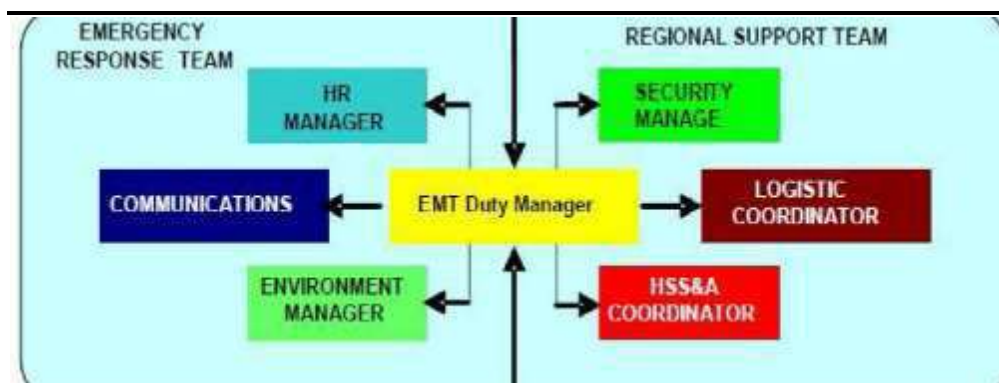 EMERGENCY
RESPONSE TEAM
REGIONAL SUPPORT TEAM
HR
MANAGER
SECURITY
MANAGE
COMMUNICATIONS
EMT Duty Manager
LOGISTIC
COORDINATOR
ENVIRONMENT
MANAGER
HSS&A
COORDINATOR